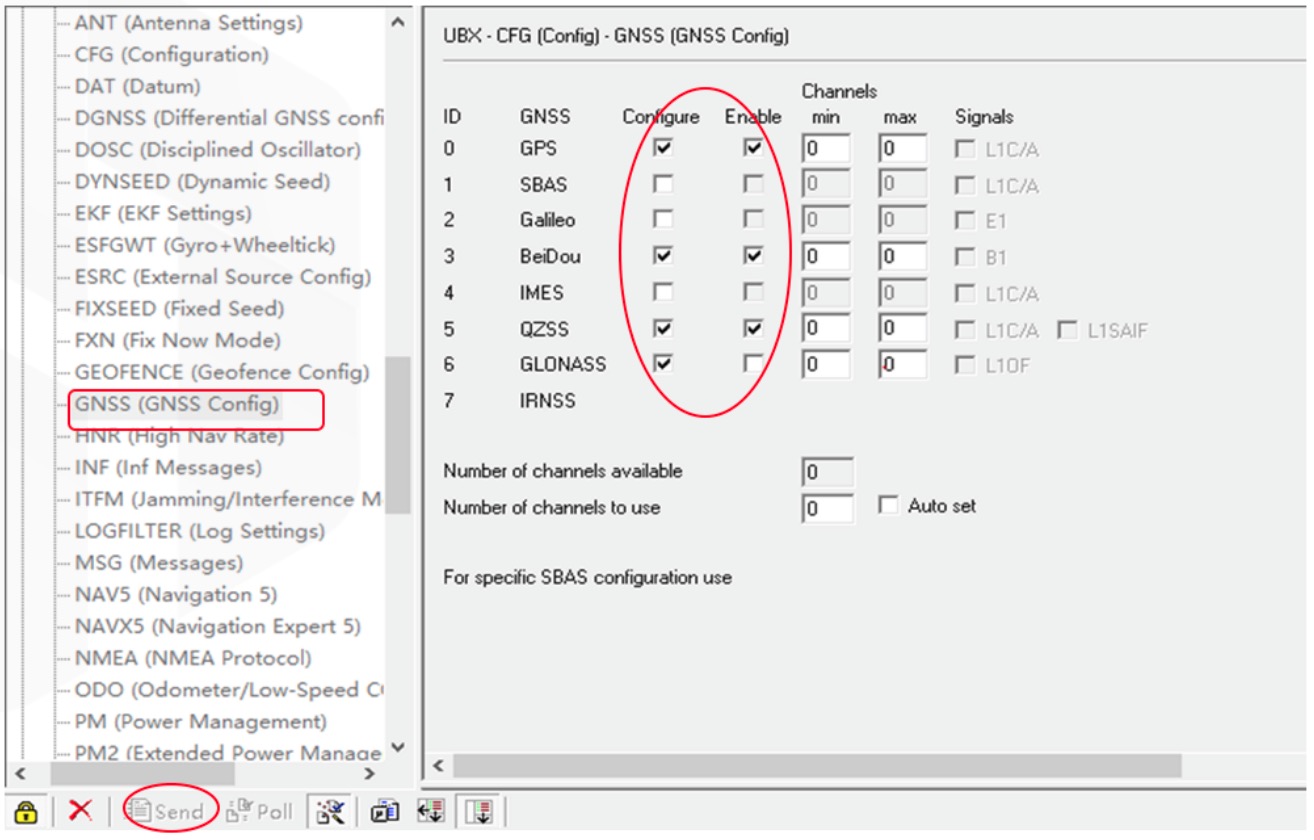 ANT (Antenna Settings)
CFG (Configuration)
DAT (Datum)
DGNSS (Differential GNSS confi
DOSC (Disciplined Oscillator)
DYNSEED (Dynamic Seed)
EKF (EKF Settings)
ESFGWT (Gyro+Wheeltick)
ESRC (External Source Config)
FIXSEED (Fixed Seed)
FXN (Fix Now Mode)
GEOFENCE (Geofence Config)
GNSS (GNSS Config)
HNR (High Nav Rate)
INF (Inf Messages)
ITFM (Jamming/Interference M
LOGFILTER (Log Settings)
MSG (Messages)
NAV5 (Navigation 5)
NAVX5 (Navigation Expert 5)
NMEA (NMEA Protocol)
ODO (Odometer/Low-Speed C
PM (Power Management)
PM2 (Extended Power Manage
UBX - CFG (Config) - GNSS (GNSS Config)
Channels
ID GNSS Configure Enable min max Signals
0 GPS 0 0 L1C/A
1 SBAS 0 0 L1C/A
2 Galileo 0 0 E1
3 BeiDou 0 0 B1
4 IMES 0 0 L1C/A
5 QZSS 0 0 L1C/A L1SAIF
6 GLONASS 0 0 L1OF
7 IRNSS
Number of channels available 0
Number of channels to use 0 Auto set
For specific SBAS configuration use
Send Poll